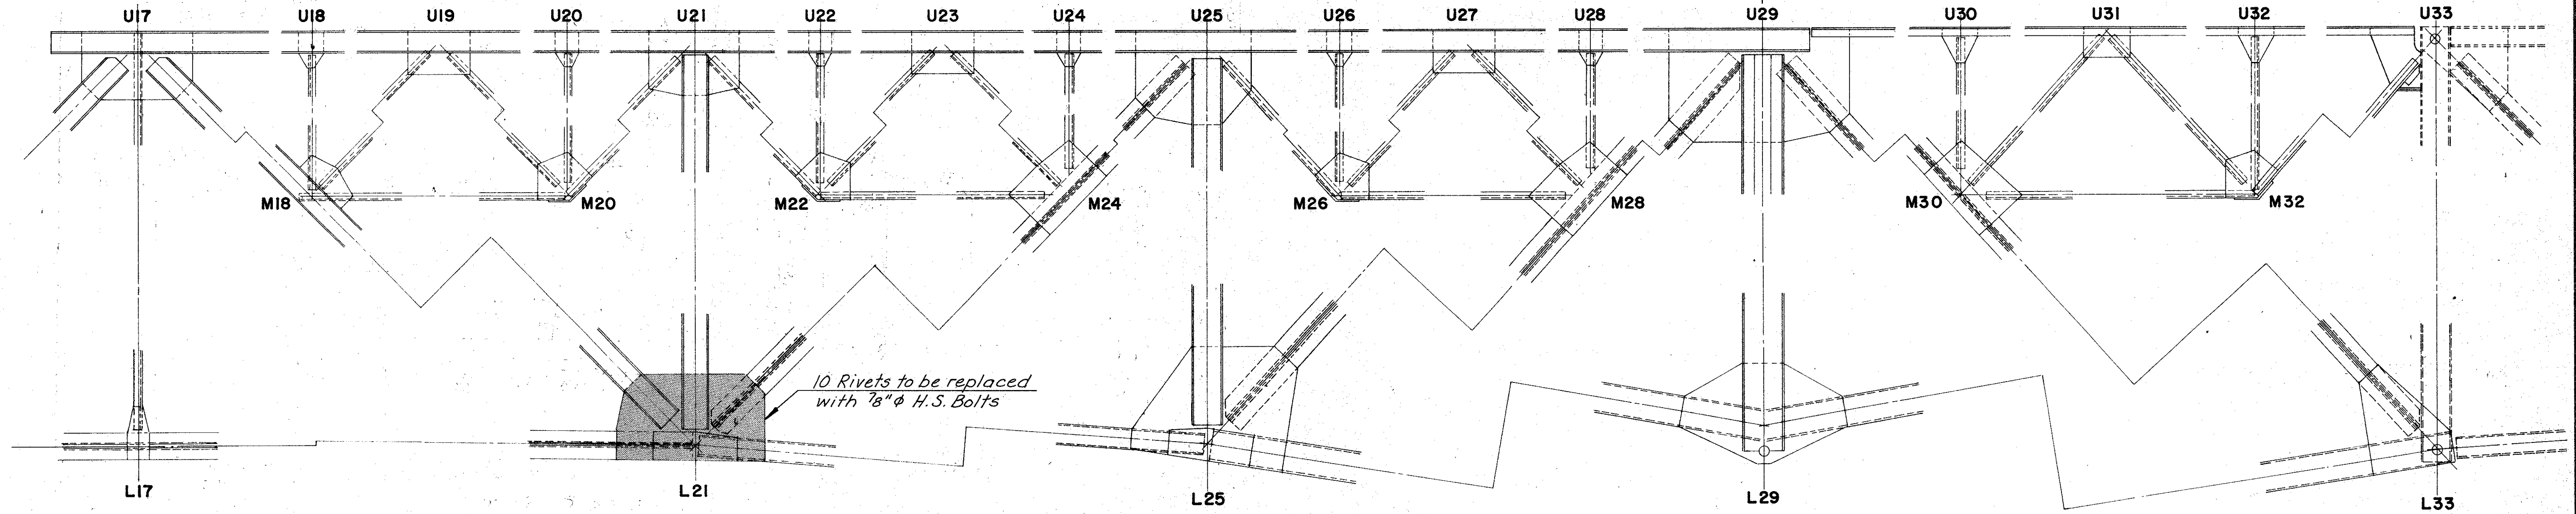 U17 U18 U19 U20 U21 U22 U23 U24 U25 U26 U27 U28 U29 U30 U31 U32 U33
M18 M20 M22 M24 M26 M28 M30 M32
10 Rivets to be replaced
with 7/8"φ H.S. Bolts
L17 L21 L25 L29 L33